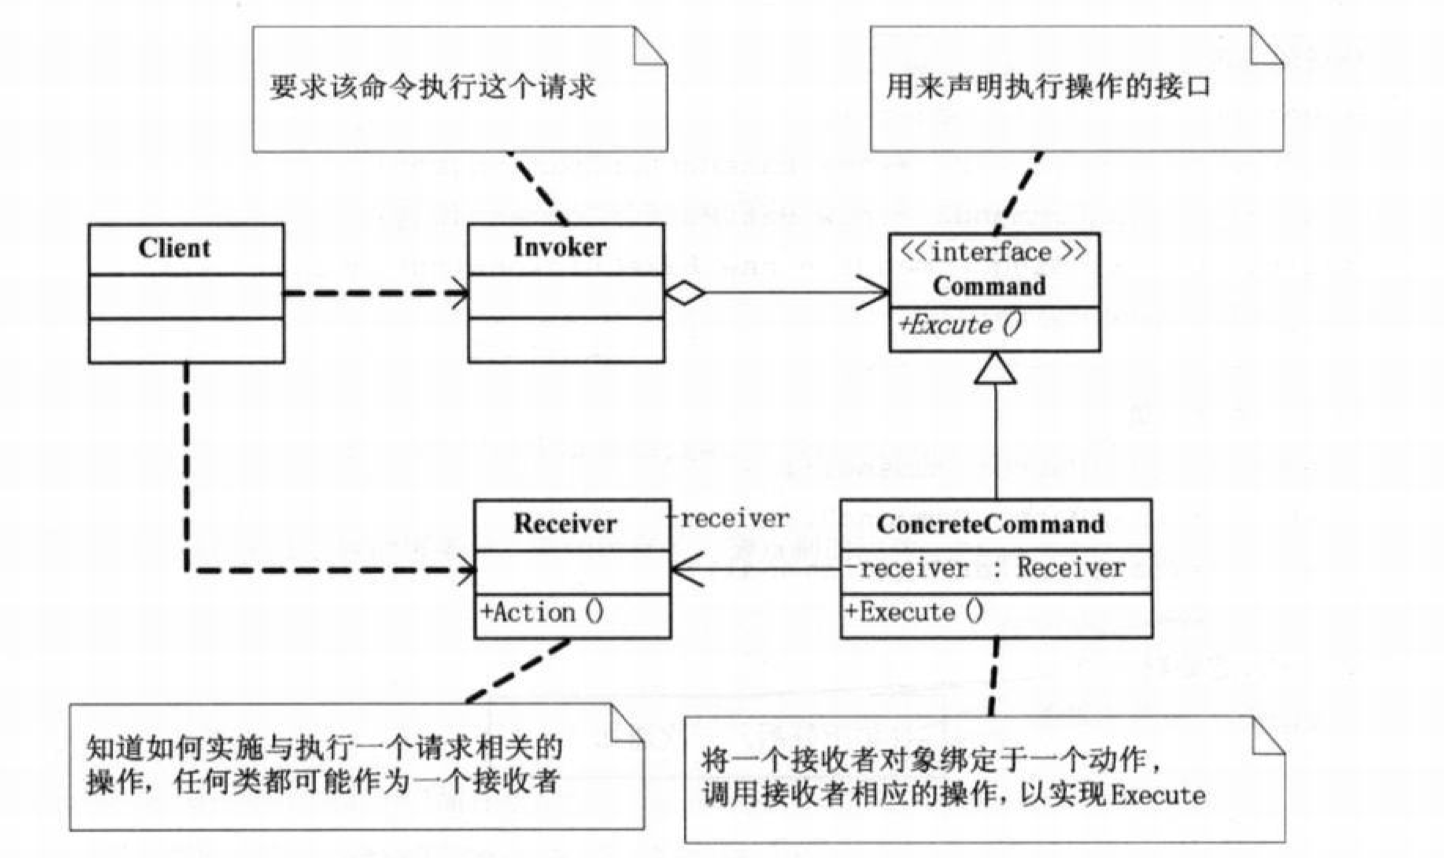 要求该命令执行这个请求
用来声明执行操作的接口
Client
Invoker
<<interface >>
Command
+Excute ()
Receiver
+Action ()
-receiver
ConcreteCommand
-receiver : Receiver
+Execute ()
知道如何实施与执行一个请求相关的
操作，任何类都可能作为一个接收者
将一个接收者对象绑定于一个动作，
调用接收者相应的操作，以实现Execute